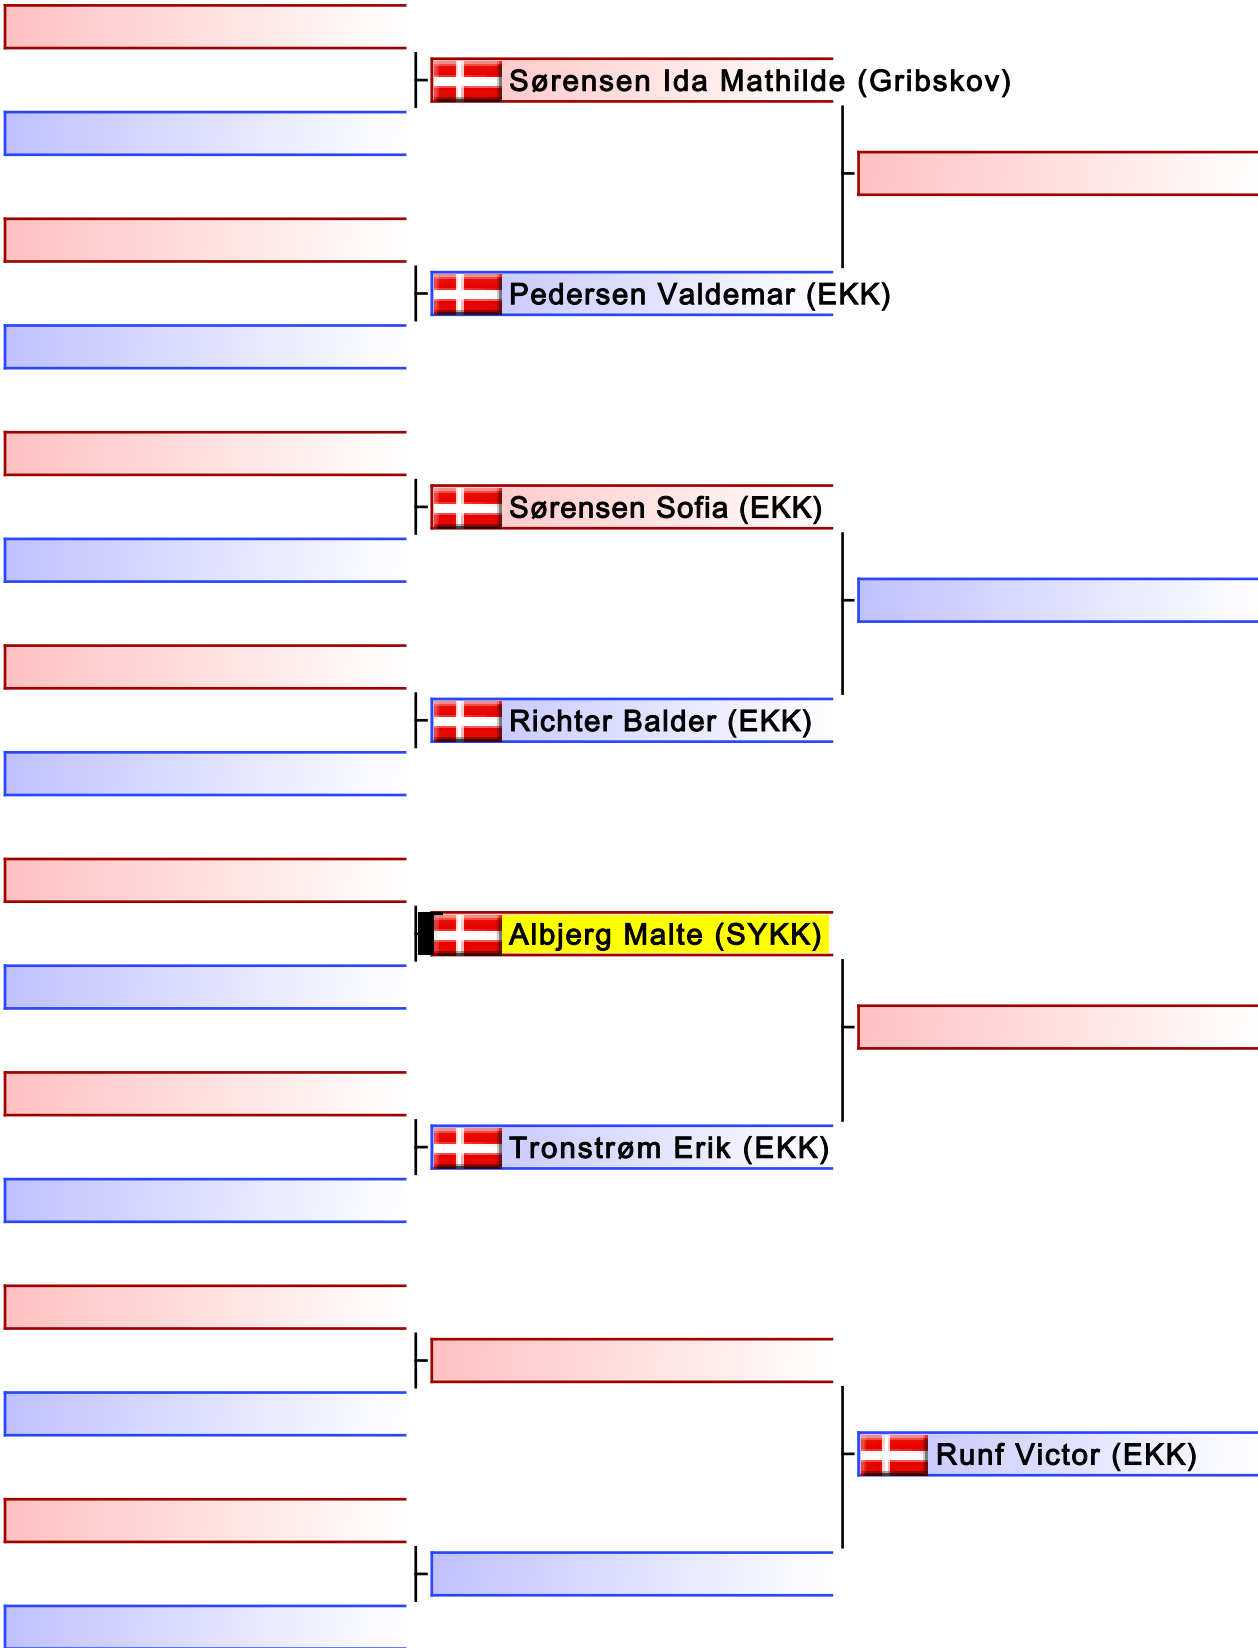 Sørensen Ida Mathilde (Gribskov)
Pedersen Valdemar (EKK)
Sørensen Sofia (EKK)
Richter Balder (EKK)
Albjerg Malte (SYKK)
Tronstrøm Erik (EKK)
Runf Victor (EKK)